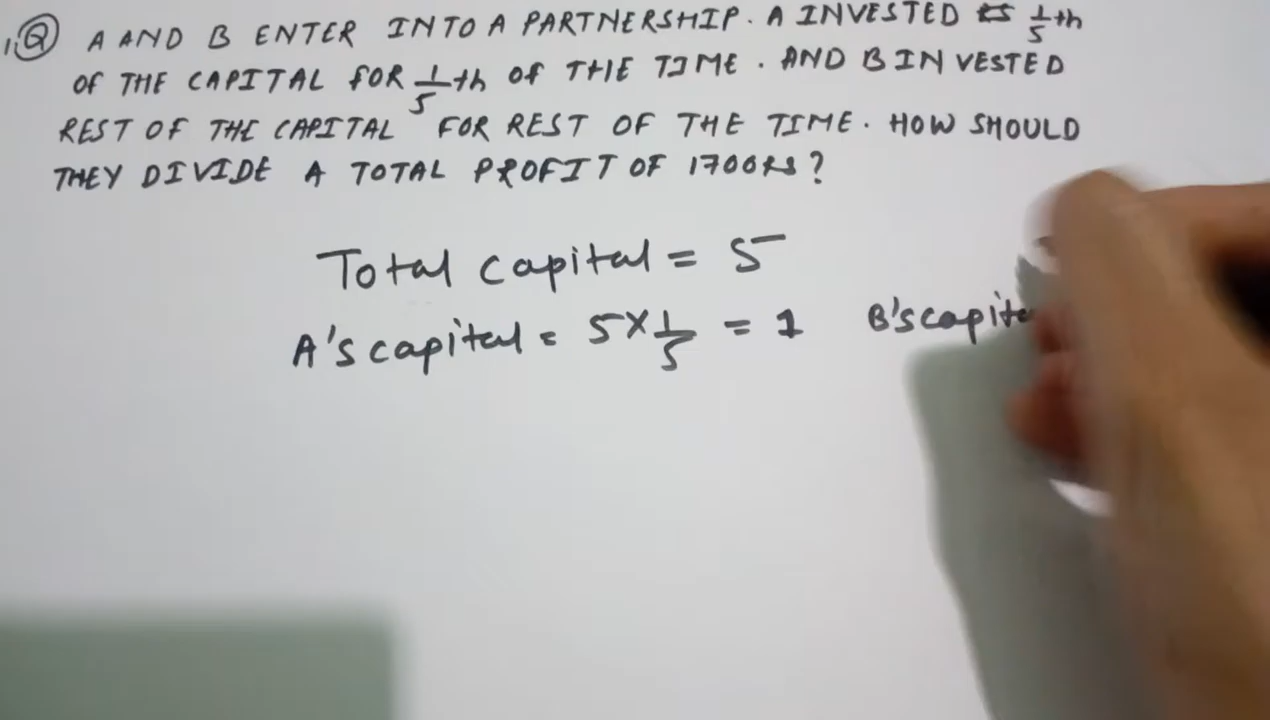 1. Q A AND B ENTER INTO A PARTNERSHIP. A INVESTED 1/5th
OF THE CAPITAL FOR 1/5th OF THE TIME. AND B INVESTED
REST OF THE CAPITAL FOR REST OF THE TIME. HOW SHOULD
THEY DIVIDE A TOTAL PROFIT OF 1700RS?
Total capital = 5
A's capital = 5 X 1/5 = 1 B's capita